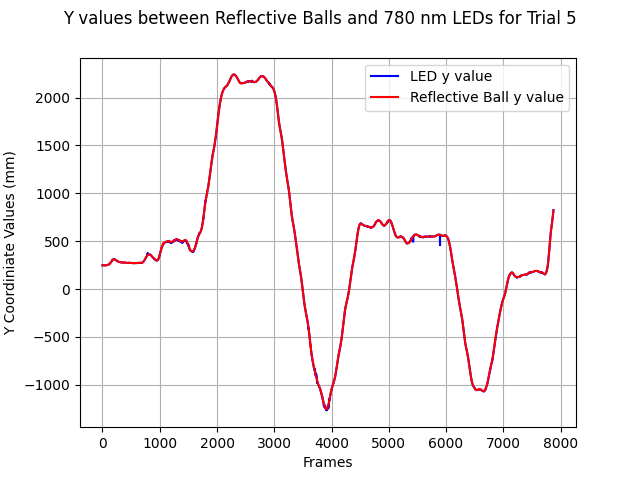 Y values between Reflective Balls and 780 nm LEDs for Trial 5
LED y value
Reflective Ball y value
Y Coordiniate Values (mm)
2000
1500
1000
500
0
−500
−1000
0 1000 2000 3000 4000 5000 6000 7000 8000
Frames